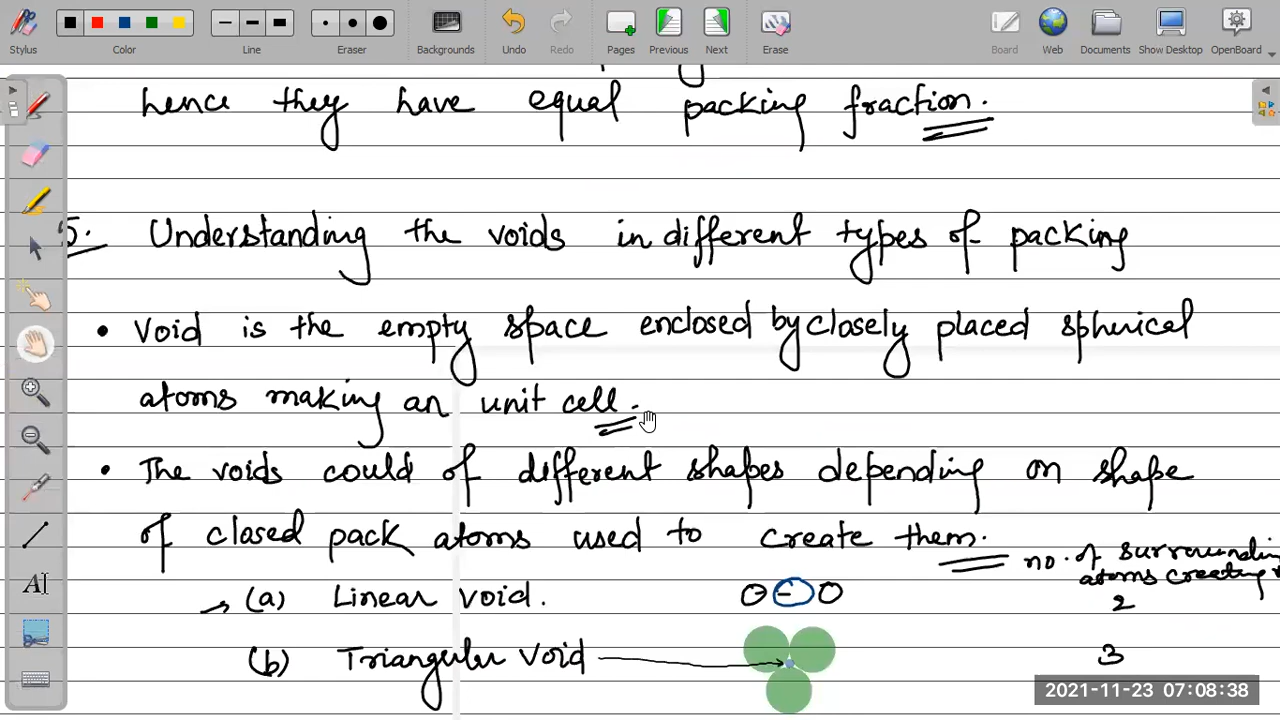 Stylus Color Line Eraser Backgrounds Undo Redo Pages Previous Next Erase Board Web Documents Show Desktop OpenBoard
hence they have equal packing fraction.
5. Understanding the voids in different types of packing
• Void is the empty space enclosed by closely placed spherical
atoms making an unit cell.
• The voids could of different shapes depending on shape
of closed pack atoms used to create them.
no. of surrounding
atoms creating
→ (a) Linear void. 2
(b) Triangular Void 3
2021-11-23 07:08:38